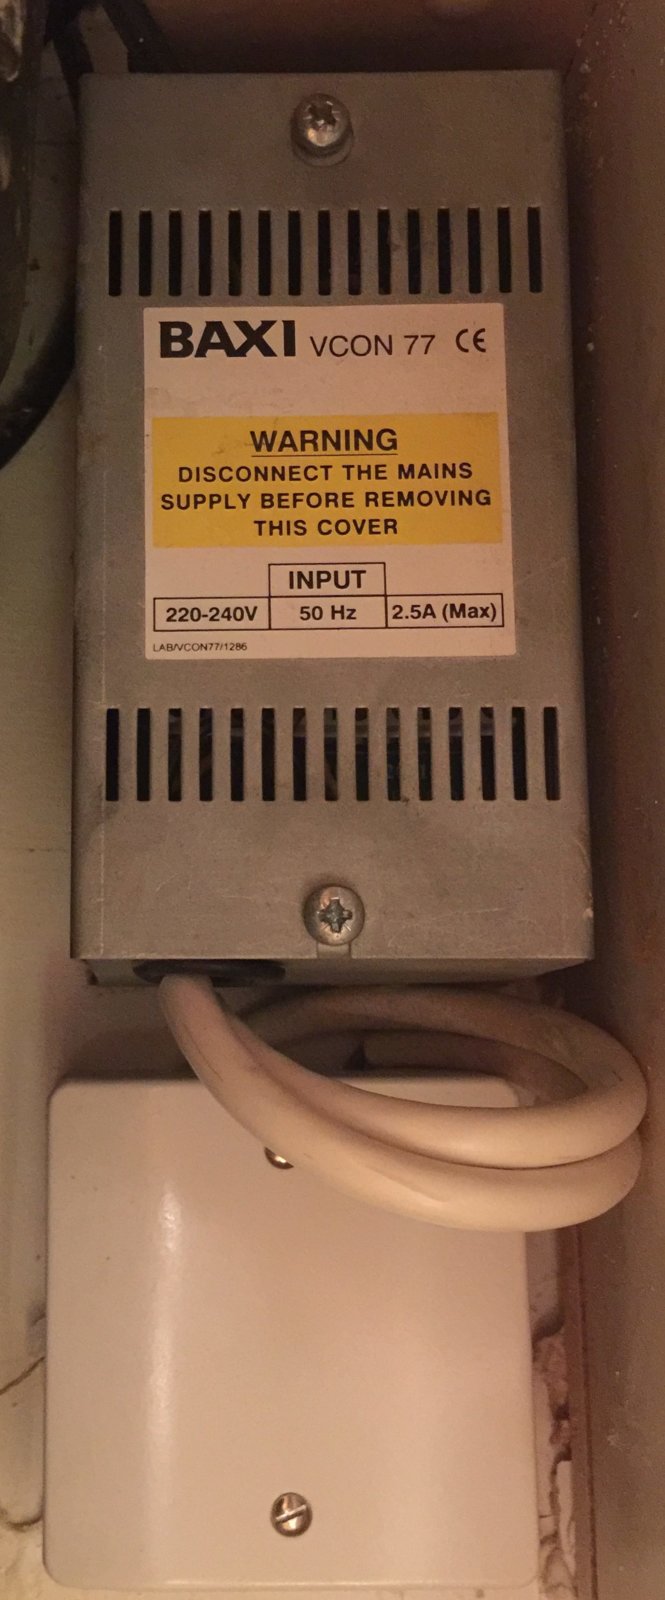 BAXI VCON 77 CE
WARNING
DISCONNECT THE MAINS
SUPPLY BEFORE REMOVING
THIS COVER
INPUT
220-240V 50 Hz 2.5A (Max)
LAB/VCON77/1286